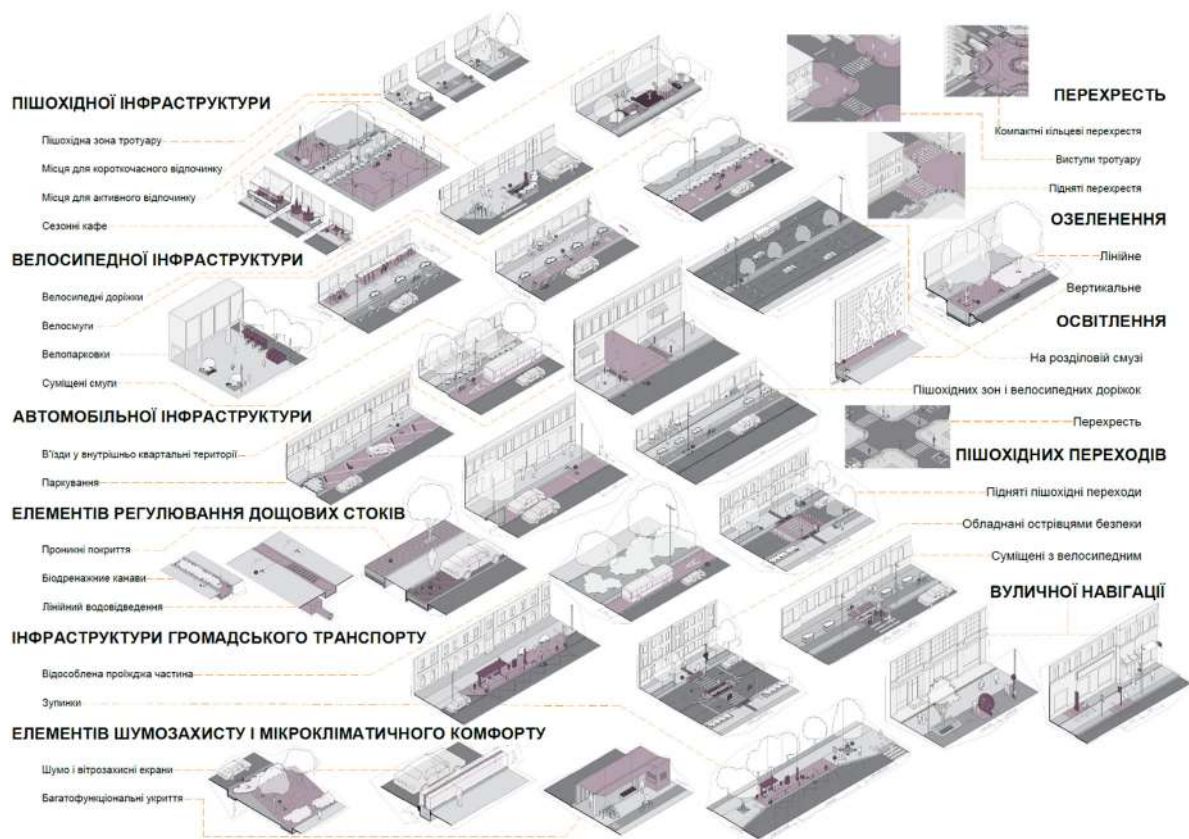 ПІШОХІДНОЇ ІНФРАСТРУКТУРИ
Пішохідна зона тротуару
Місця для короткочасного відпочинку
Місця для активного відпочинку
Сезонні кафе
ВЕЛОСИПЕДНОЇ ІНФРАСТРУКТУРИ
Велосипедні доріжки
Велосмуги
Велопарковки
Суміщені смуги
АВТОМОБІЛЬНОЇ ІНФРАСТРУКТУРИ
В'їзди у внутрішньо квартальні території
Паркування
ЕЛЕМЕНТІВ РЕГУЛЮВАННЯ ДОЩОВИХ СТОКІВ
Проникні покриття
Біодренажне канави
Лінійний водовідведення
ІНФРАСТРУКТУРИ ГРОМАДСЬКОГО ТРАНСПОРТУ
Відособлена проїжджа частина
Зупинки
ЕЛЕМЕНТІВ ШУМОЗАХИСТУ І МІКРОКЛІМАТИЧНОГО КОМФОРТУ
Шумо і вітрозахисні екрани
Багатофункціональні укриття
ПЕРЕХРЕСТЬ
Компактні кільцеві перехрестя
Виступи тротуару
Підняті перехрестя
ОЗЕЛЕНЕННЯ
Лінійне
Вертикальне
ОСВІТЛЕННЯ
На розділовій смузі
Пішохідних зон і велосипедних доріжок
Перехресть
ПІШОХІДНИХ ПЕРЕХОДІВ
Підняті пішохідні переходи
Обладнані острівцями безпеки
Суміщені з велосипедним
ВУЛИЧНОЇ НАВІГАЦІЇ